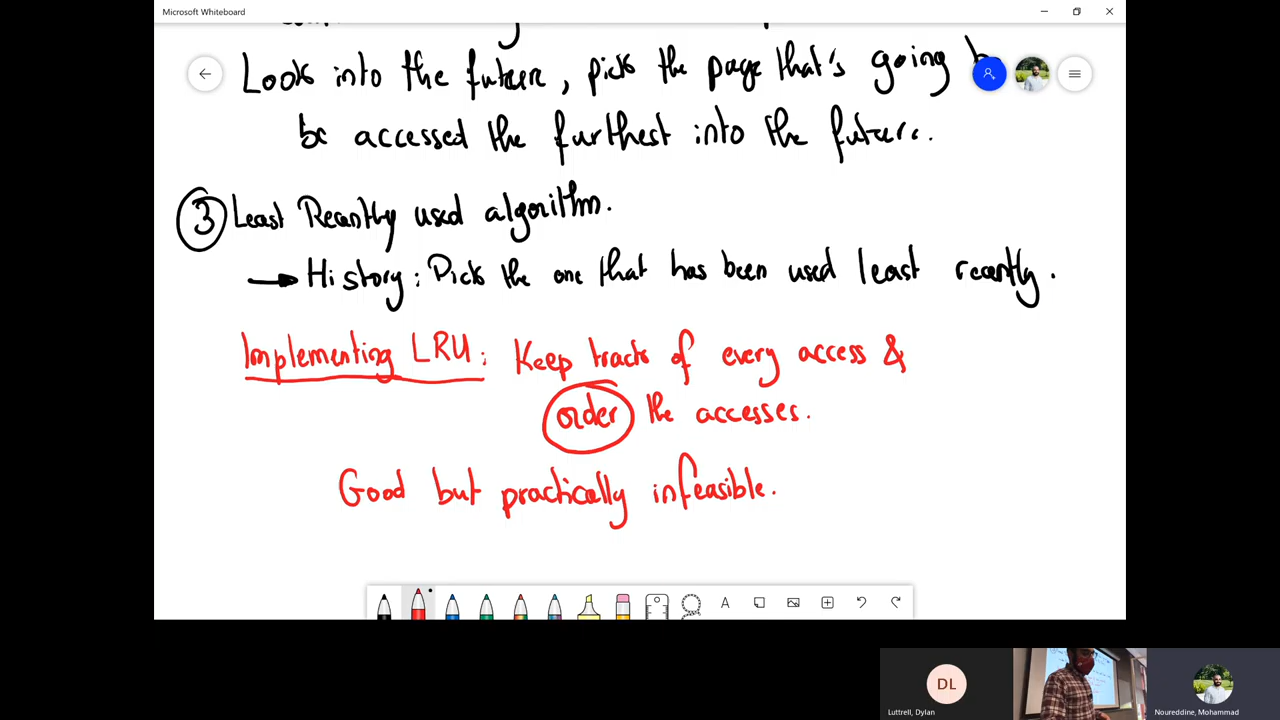 Microsoft Whiteboard
Look into the future, pick the page that's going
be accessed the furthest into the future.
3 Least Recently used algorithm.
→ History: Pick the one that has been used least recently.
Implementing LRU: Keep track of every access &
order the accesses.
Good but practically infeasible.
A
DL
Luttrell, Dylan
Noureddine, Mohammad